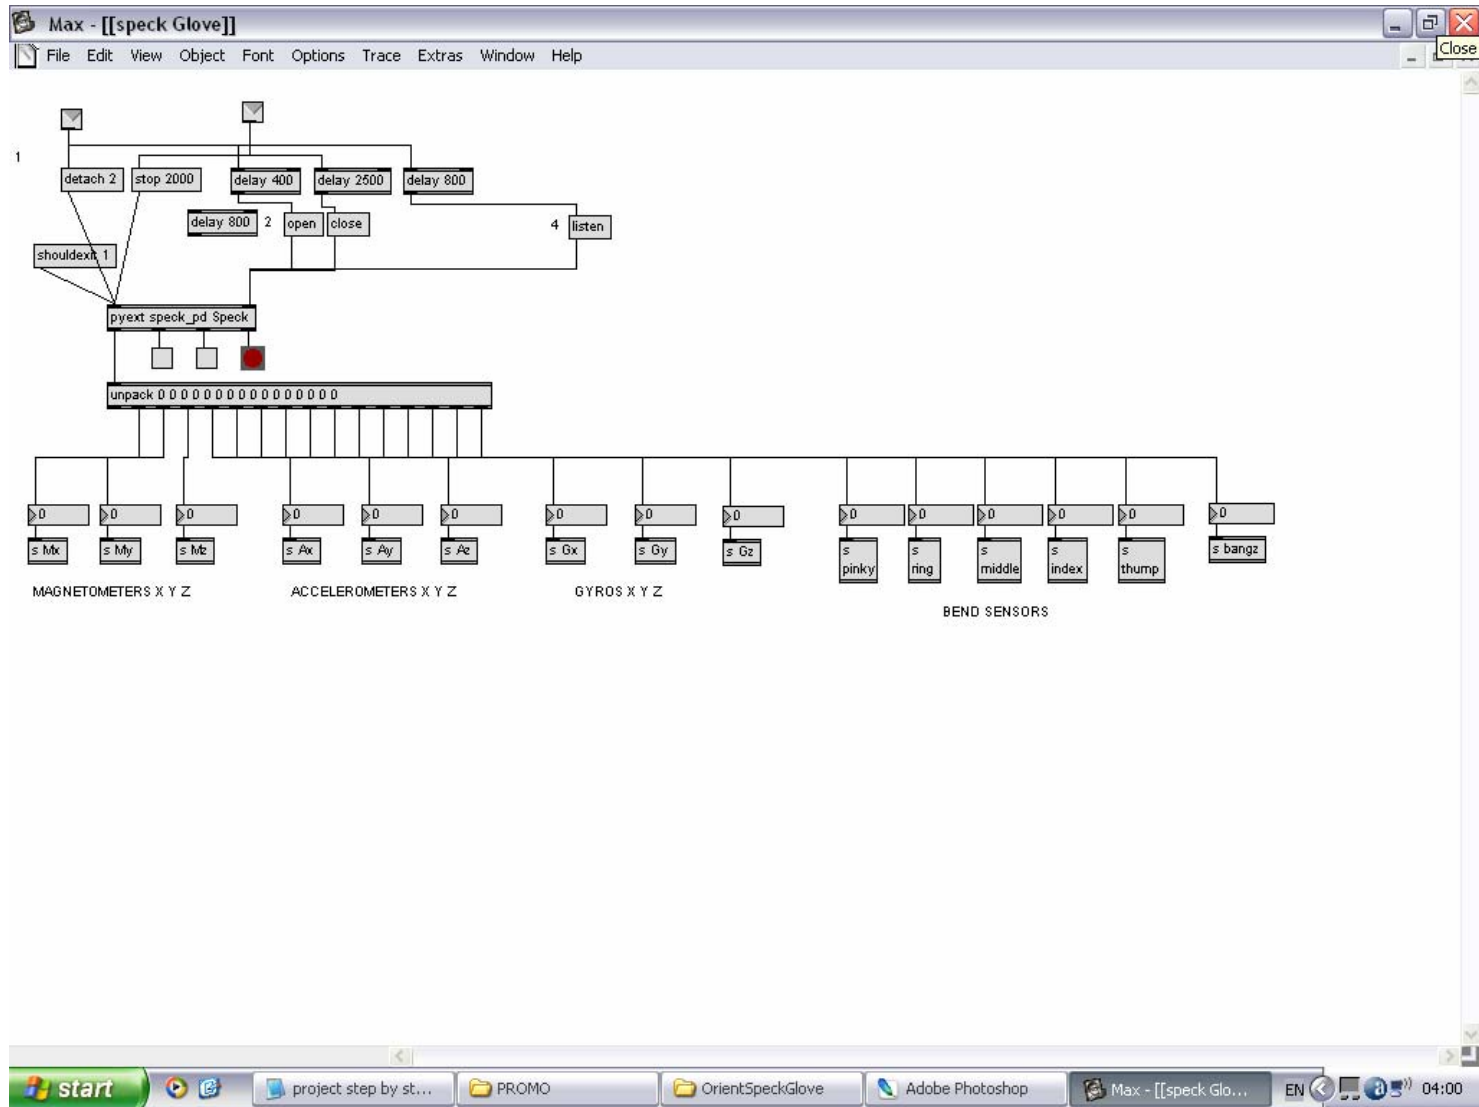 Max - [[speck Glove]]
File Edit View Object Font Options Trace Extras Window Help
Close
1
detach 2 stop 2000 delay 400 delay 2500 delay 800
delay 800 2 open close 4 listen
shouldexit 1
pyext speck_pd Speck
unpack 0 0 0 0 0 0 0 0 0 0 0 0 0 0 0 0
0 0 0 0 0 0 0 0 0 0 0 0 0 0 0
s Mx s My s Mz s Ax s Ay s Az s Gx s Gy s Gz s pinky s ring s middle s index s thump s bangz
MAGNETOMETERS X Y Z ACCELEROMETERS X Y Z GYROS X Y Z
BEND SENSORS
start project step by st... PROMO OrientSpeckGlove Adobe Photoshop Max - [[speck Glo... EN 04:00